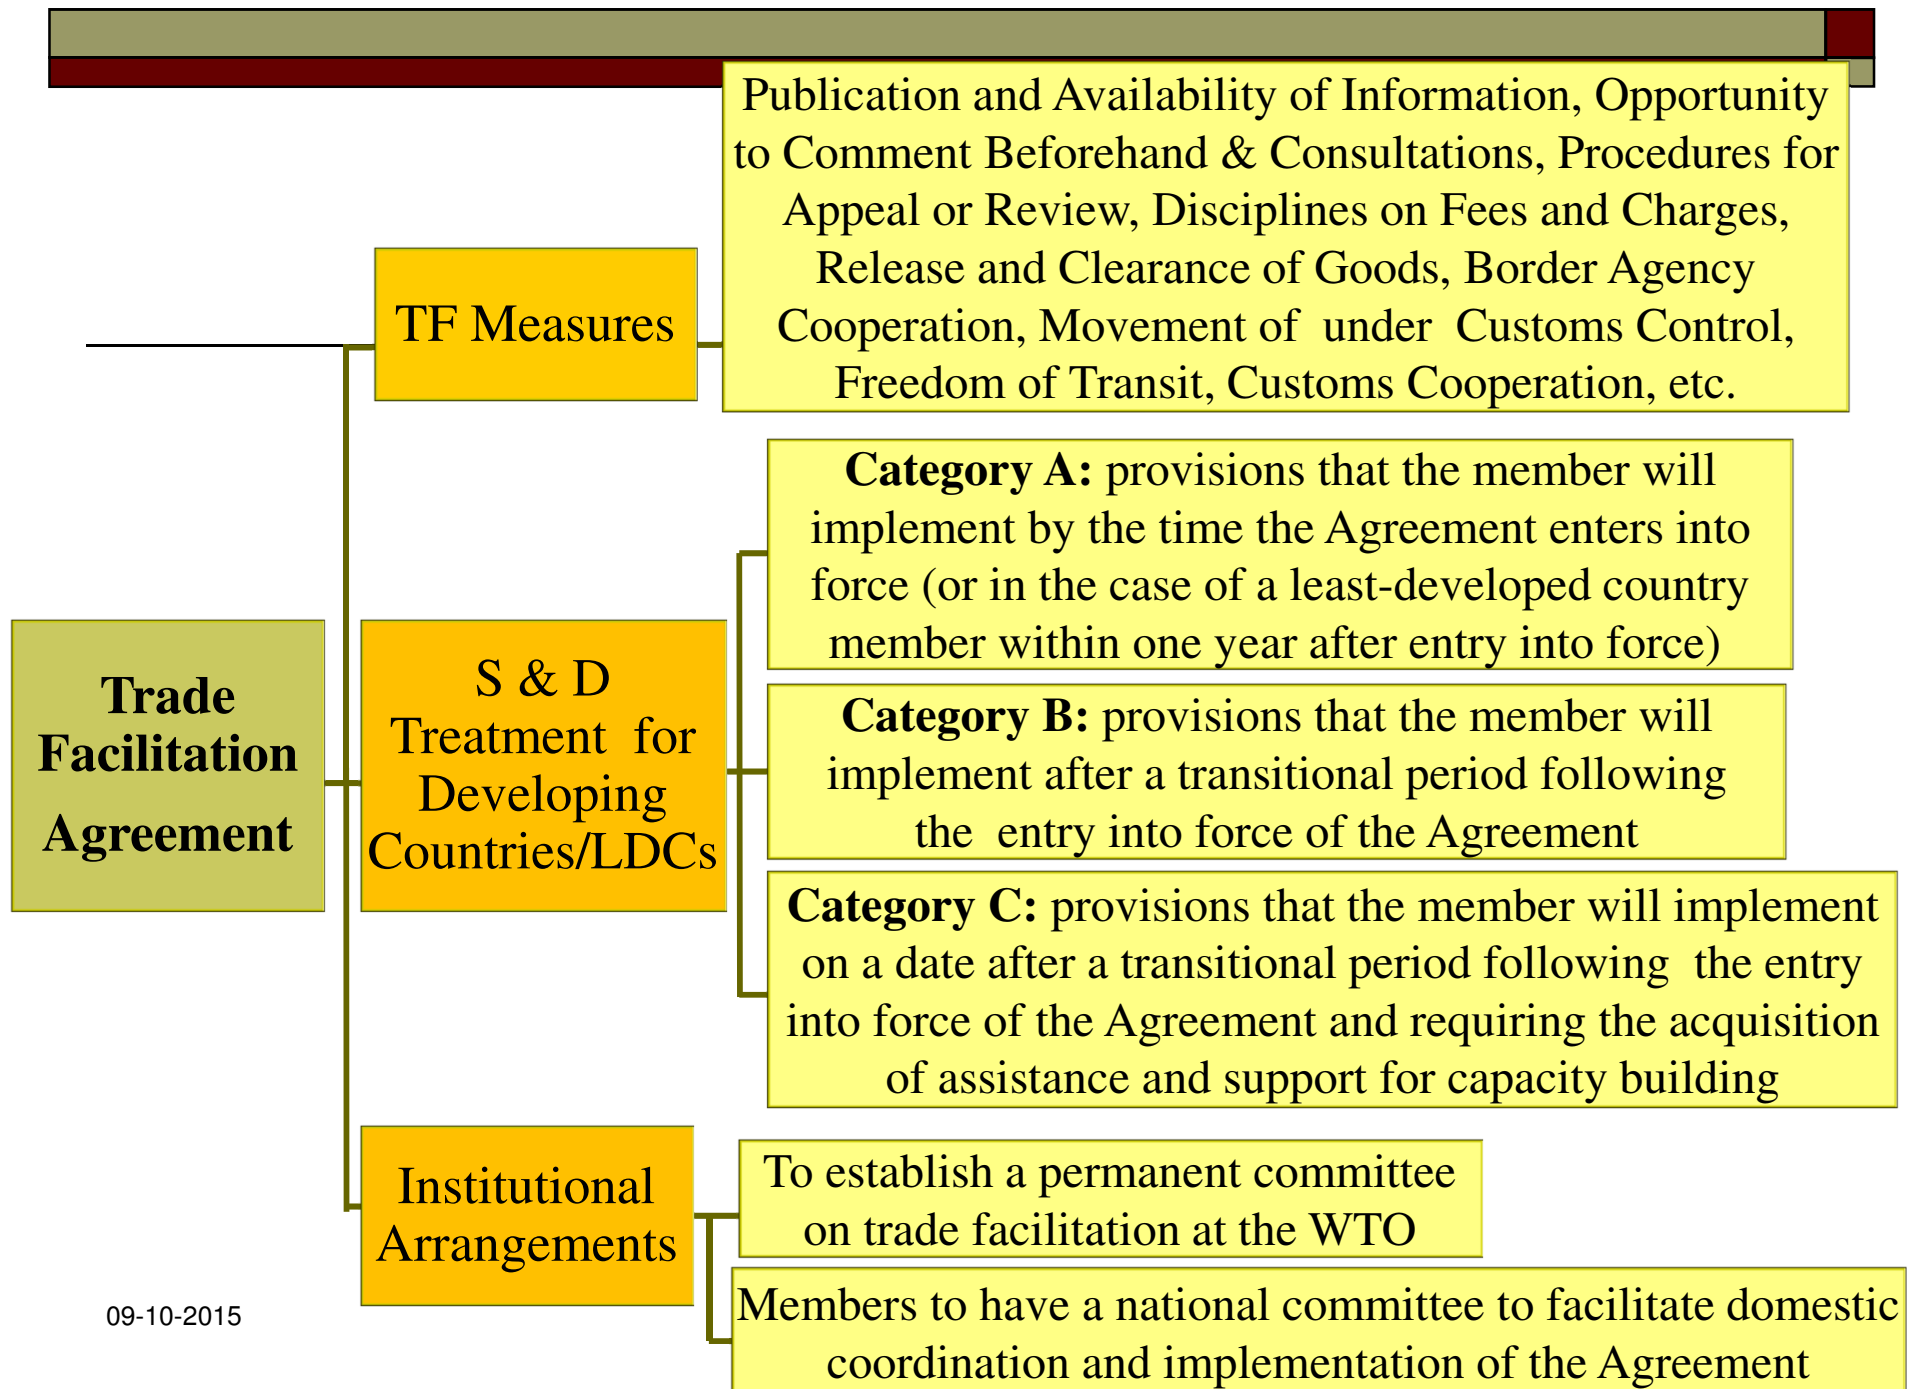 Publication and Availability of Information, Opportunity
to Comment Beforehand & Consultations, Procedures for
Appeal or Review, Disciplines on Fees and Charges,
Release and Clearance of Goods, Border Agency
Cooperation, Movement of under Customs Control,
Freedom of Transit, Customs Cooperation, etc.
TF Measures
Category A: provisions that the member will
implement by the time the Agreement enters into
force (or in the case of a least-developed country
member within one year after entry into force)
Trade
Facilitation
Agreement
S & D
Treatment for
Developing
Countries/LDCs
Category B: provisions that the member will
implement after a transitional period following
the entry into force of the Agreement
Category C: provisions that the member will implement
on a date after a transitional period following the entry
into force of the Agreement and requiring the acquisition
of assistance and support for capacity building
Institutional
Arrangements
To establish a permanent committee
on trade facilitation at the WTO
Members to have a national committee to facilitate domestic
coordination and implementation of the Agreement
09-10-2015